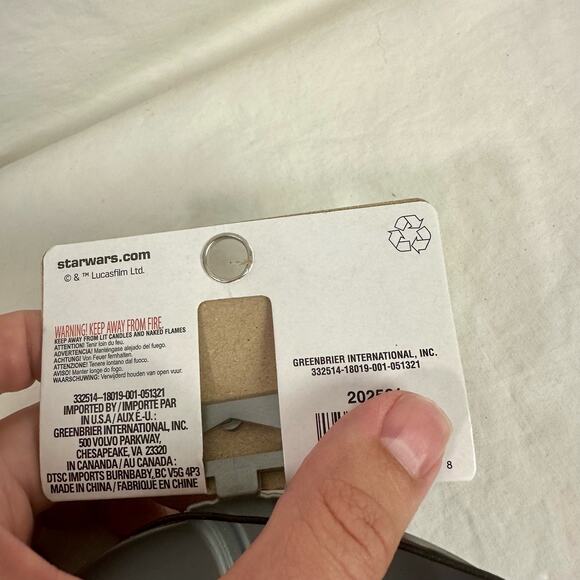 starwars.com
© & ™ Lucasfilm Ltd.
WARNING! KEEP AWAY FROM FIRE.
KEEP AWAY FROM LIT CANDLES AND NAKED FLAMES
ATTENTION! Tenir loin du feu.
ADVERTENCIA! Manténgase alejado del fuego.
ACHTUNG! Von Feuer fernhalten.
ATTENZIONE! Tenere lontano dal fuoco.
AVISO! Manter longe do fogo.
WAARSCHUWING: Verwijderd houden van open vuur.
332514-18019-001-051321
IMPORTED BY / IMPORTE PAR
IN U.S.A / AUX E.-U. :
GREENBRIER INTERNATIONAL, INC.
500 VOLVO PARKWAY,
CHESAPEAKE, VA 23320
IN CANANDA / AU CANADA :
DTSC IMPORTS BURNBABY, BC V5G 4P3
MADE IN CHINA / FABRIQUE EN CHINE
GREENBRIER INTERNATIONAL, INC.
332514-18019-001-051321
8